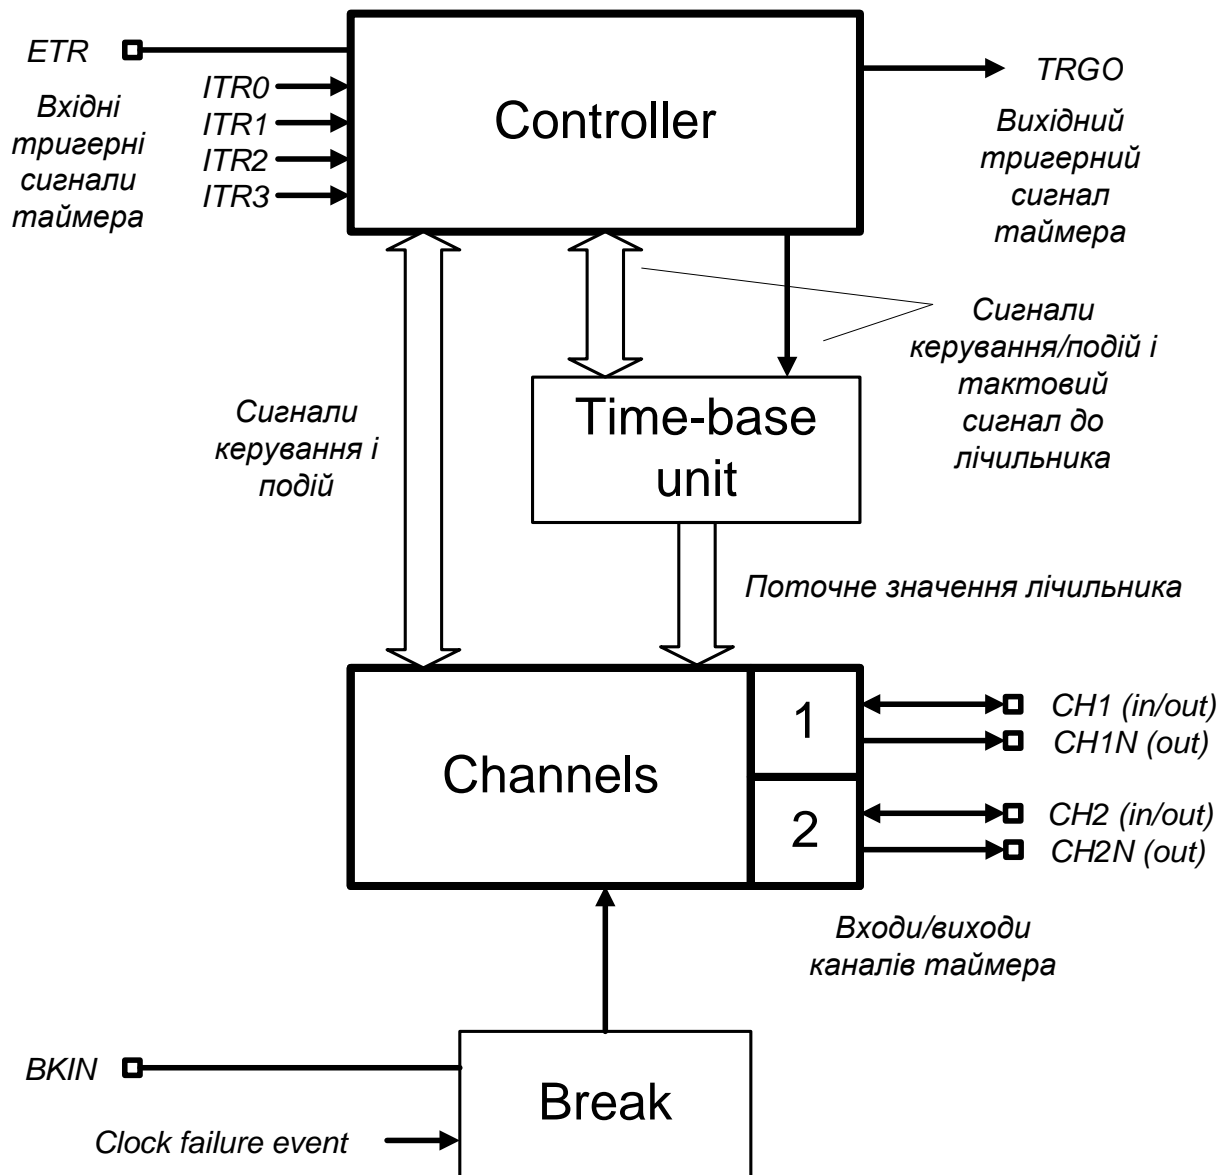 ETR
Вхідні
тригерні
сигнали
таймера
ITR0
ITR1
ITR2
ITR3
Controller
TRGO
Вихідний
тригерний
сигнал
таймера
Сигнали
керування/подій і
тактовий
сигнал до
лічильника
Сигнали
керування і
подій
Time-base
unit
Поточне значення лічильника
Channels
1
2
CH1 (in/out)
CH1N (out)
CH2 (in/out)
CH2N (out)
Входи/виходи
каналів таймера
BKIN
Clock failure event
Break